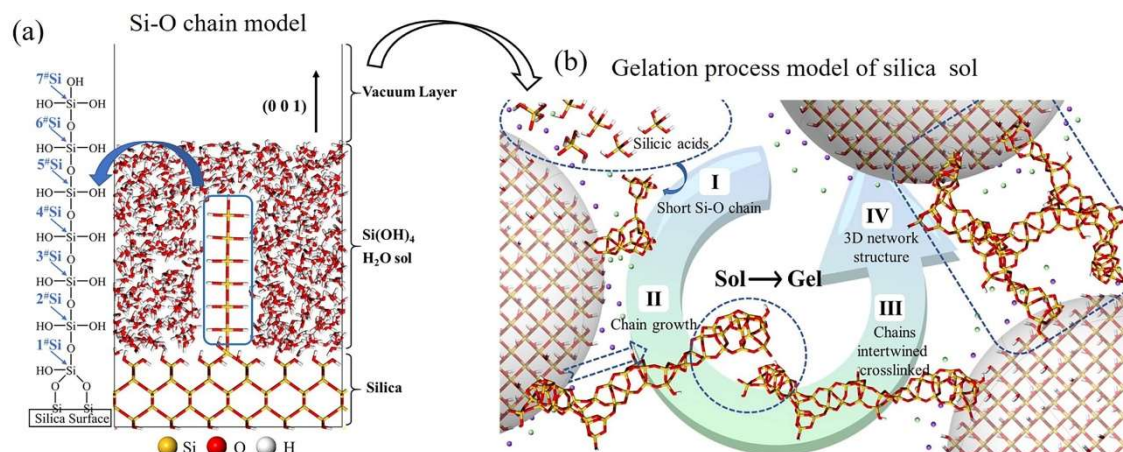 (a)
Si-O chain model
7#Si
OH
HO Si OH
6#Si
O
HO Si OH
5#Si
O
HO Si OH
4#Si
O
HO Si OH
3#Si
O
HO Si OH
2#Si
O
HO Si OH
1#Si
O
HO Si
O O
Si Si
Silica Surface
(0 0 1)
Vacuum Layer
Si(OH)4
H2O sol
Silica
Si O H
(b)
Gelation process model of silica sol
Silicic acids
I
Short Si-O chain
II
Chain growth
Sol→Gel
III
Chains
intertwined
crosslinked
IV
3D network
structure